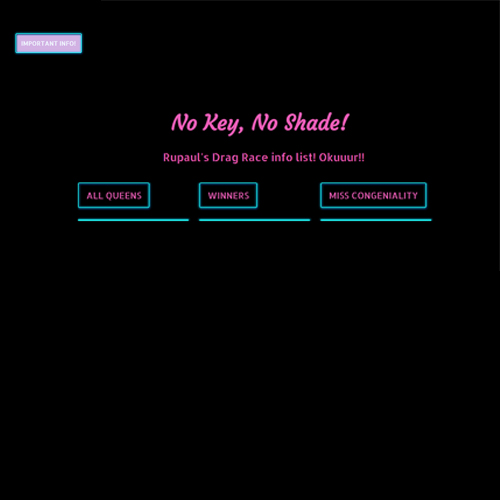 IMPORTANT INFO!
No Key, No Shade!
Rupaul's Drag Race info list! Okuuur!!
ALL QUEENS
WINNERS
MISS CONGENIALITY